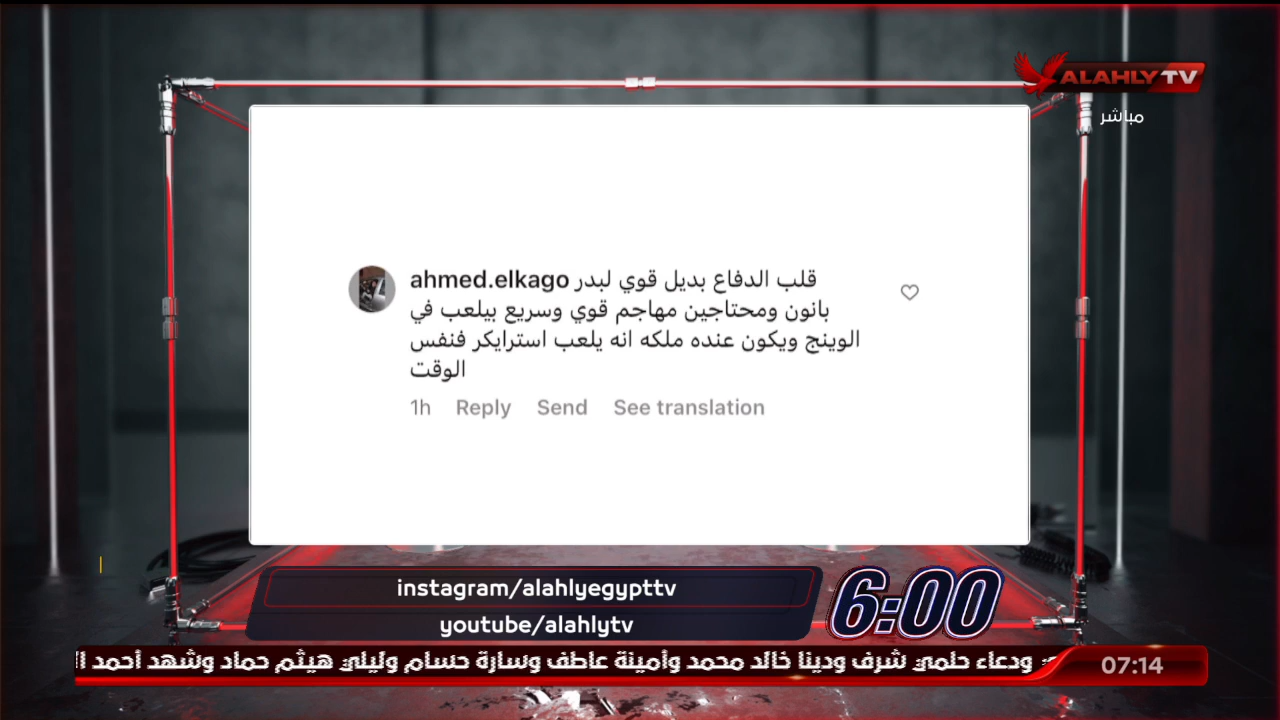 ALAHLY TV
مباشر
ahmed.elkago قلب الدفاع بديل قوي لبدر
بانون ومحتاجين مهاجم قوي وسريع بيلعب في
الوينج ويكون عنده ملكه انه يلعب استرايكر فنفس
الوقت
1h Reply Send See translation
instagram/alahlyegypttv
youtube/alahlytv
6:00
ودعاء حلمي شرف ودينا خالد محمد وأمينة عاطف وسارة حسام وليلي هيثم حماد وشهد أحمد
07:14